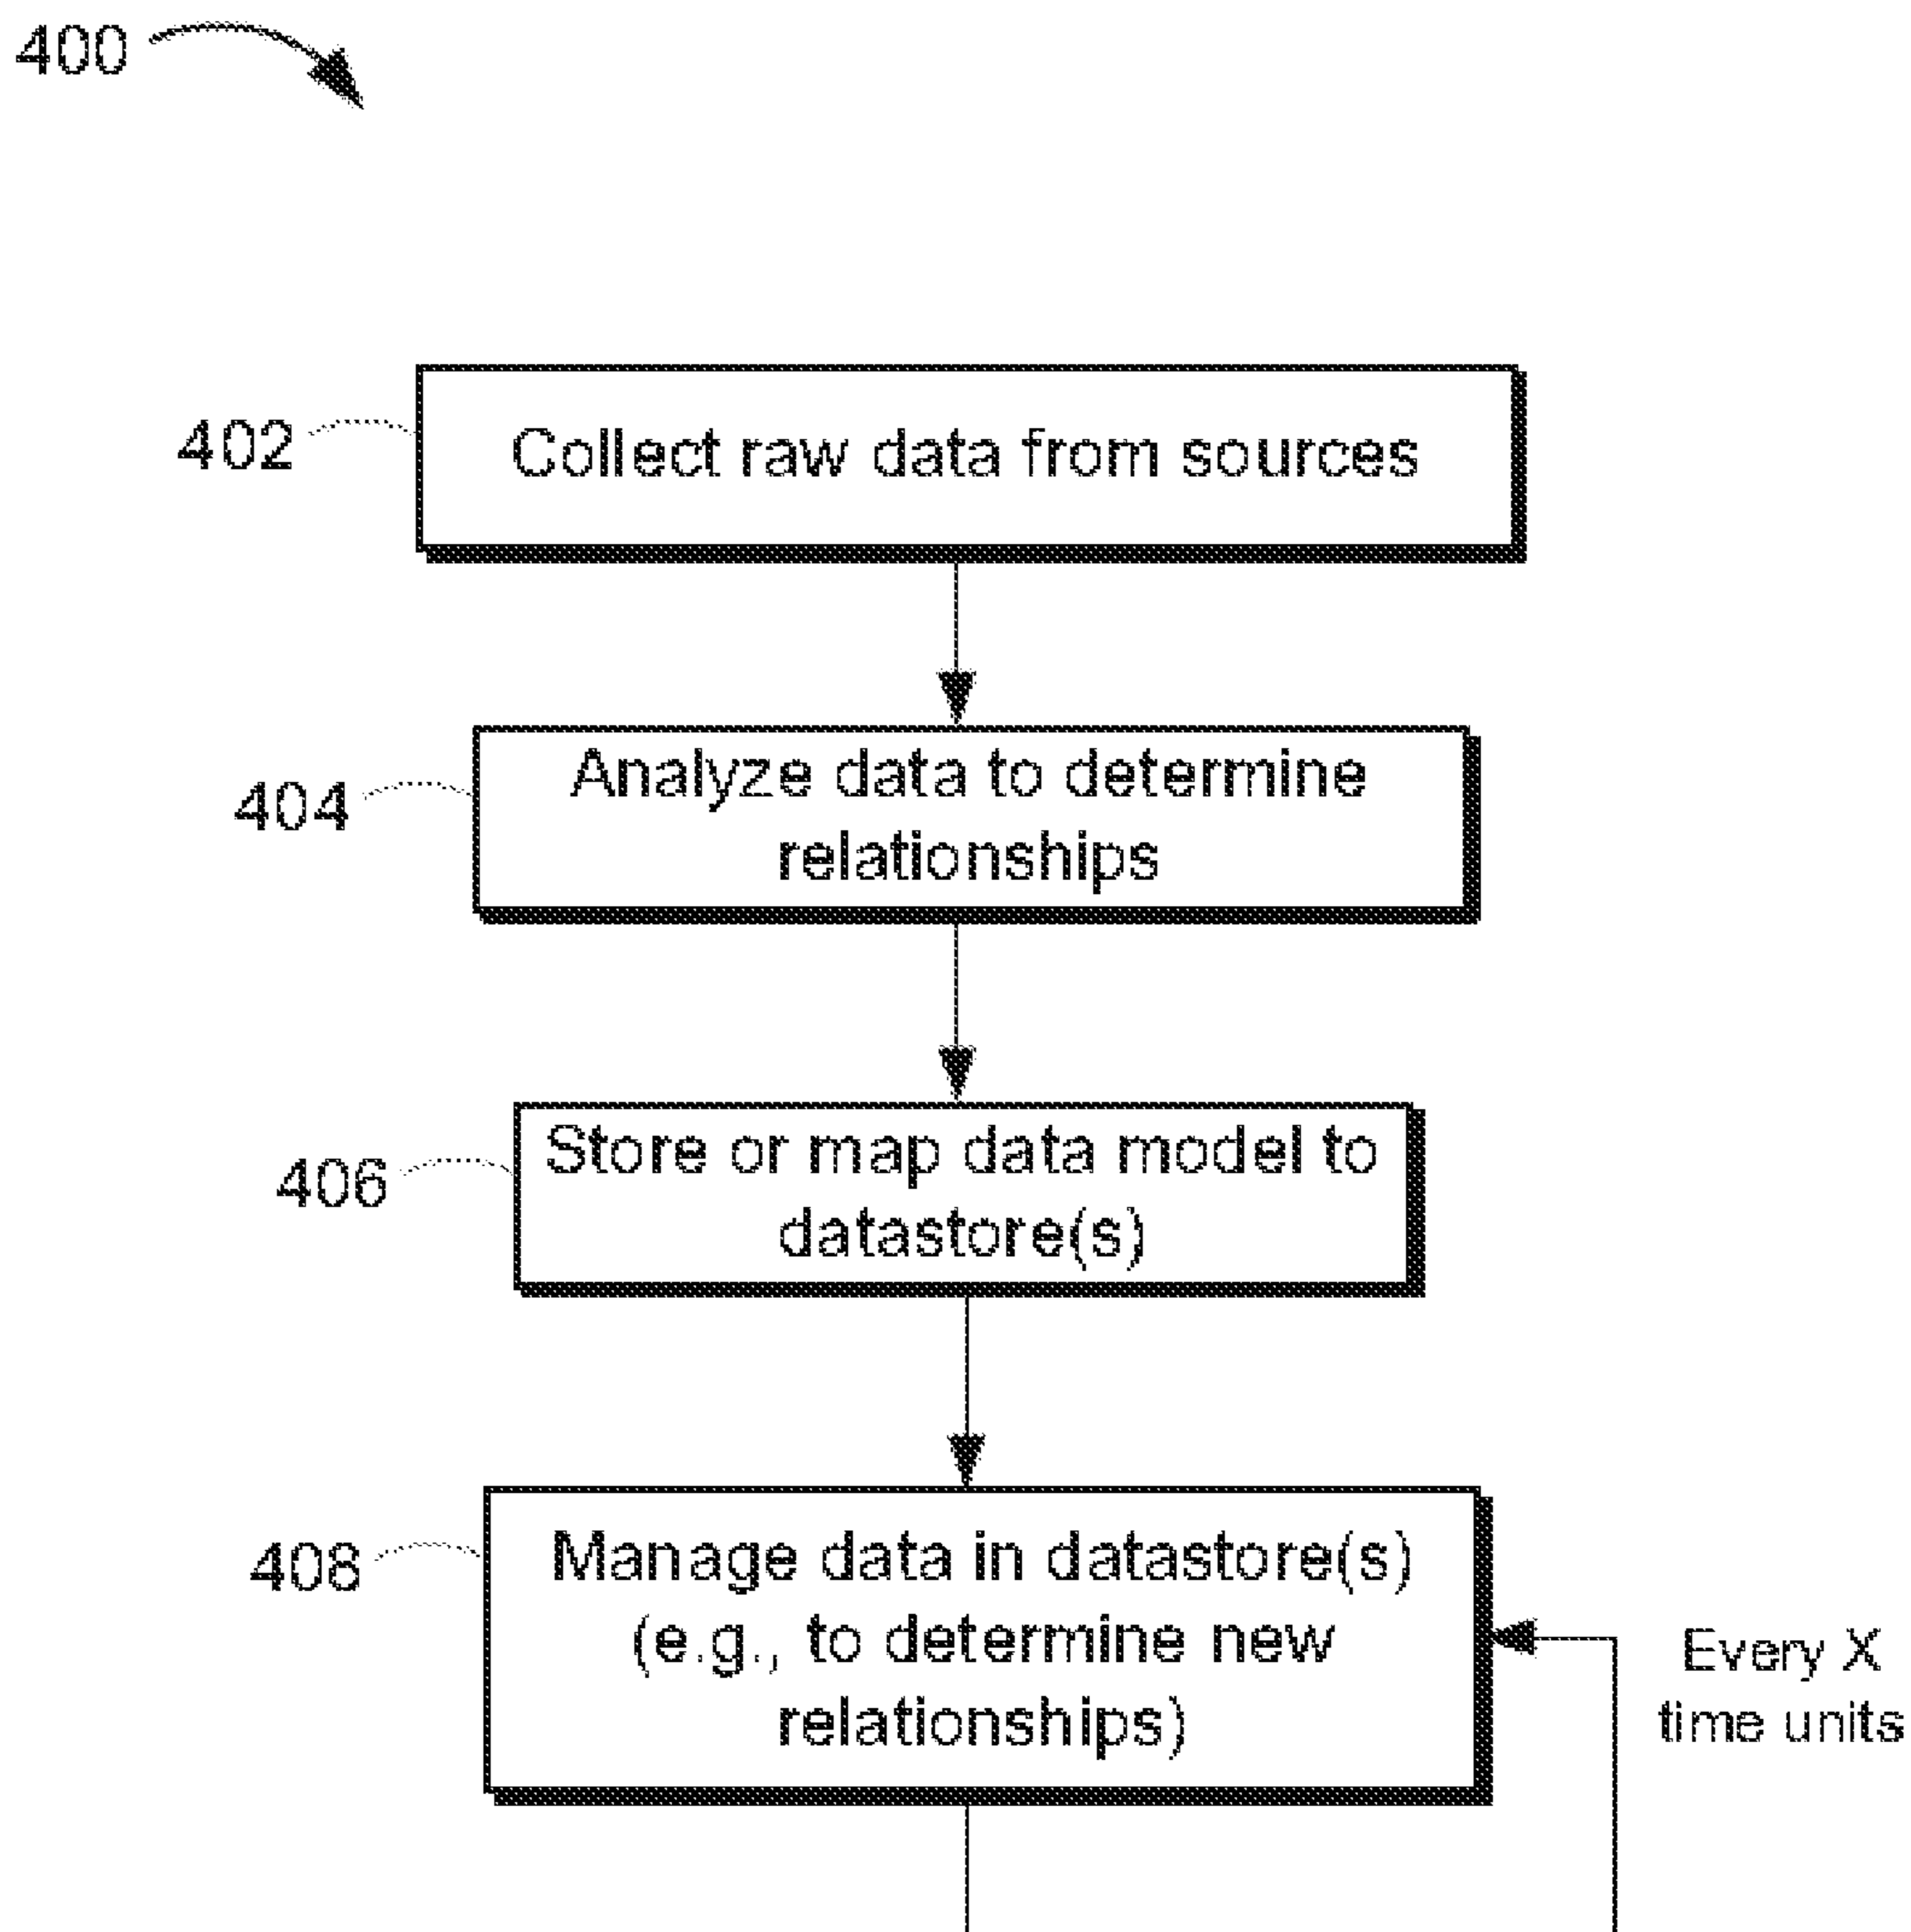 400
402
Collect raw data from sources
404
Analyze data to determine
relationships
406
Store or map data model to
datastore(s)
408
Manage data in datastore(s)
(e.g., to determine new
relationships)
Every X
time units